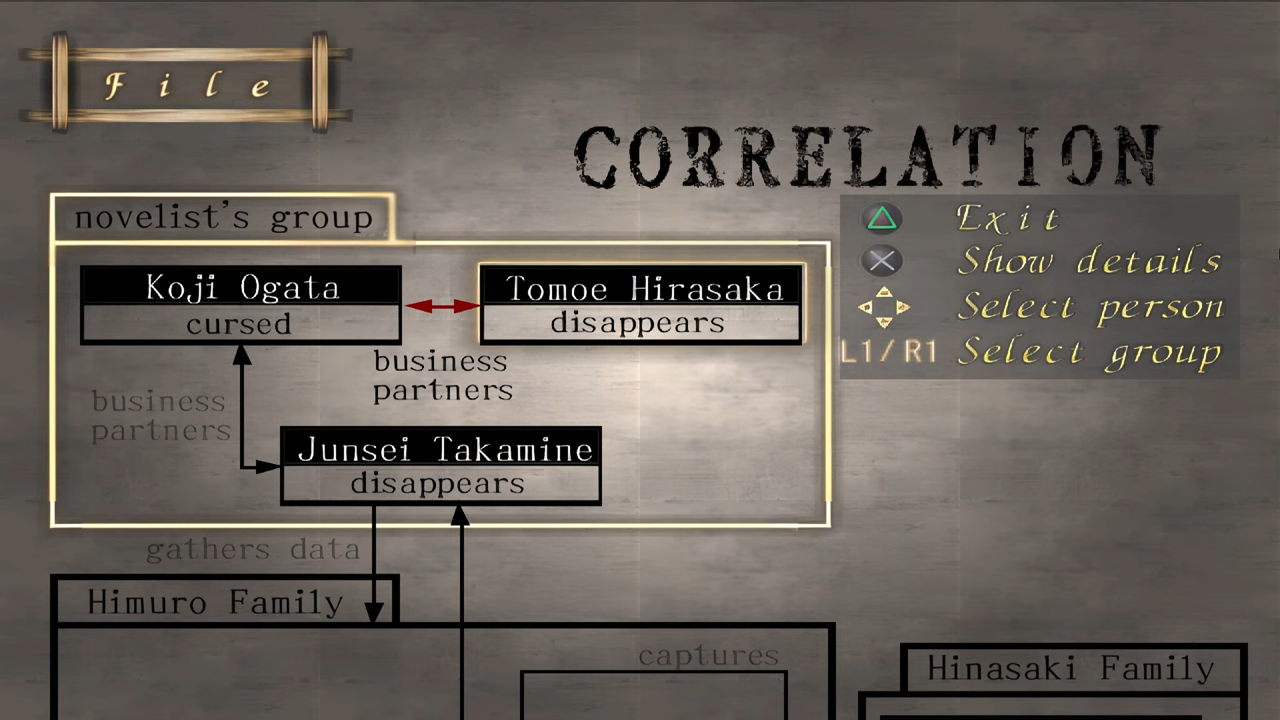 File
CORRELATION
novelist's group
Exit
Show details
Select person
L1/R1 Select group
Koji Ogata
cursed
Tomoe Hirasaka
disappears
business
partners
business
partners
Junsei Takamine
disappears
gathers data
Himuro Family
captures
Hinasaki Family